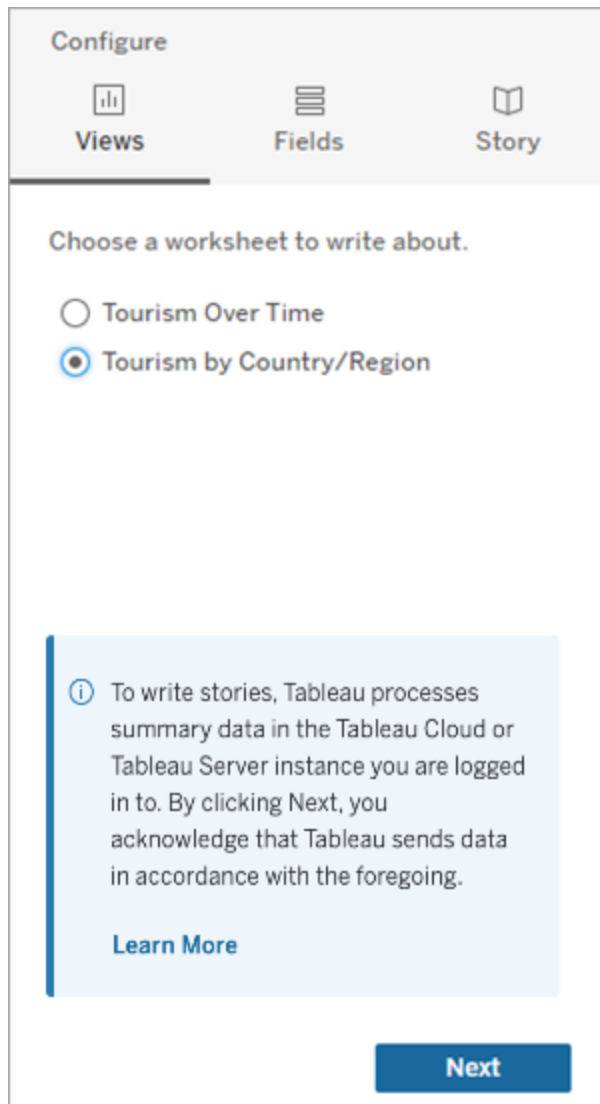 Configure
Views Fields Story
Choose a worksheet to write about.
Tourism Over Time
Tourism by Country/Region
To write stories, Tableau processes
summary data in the Tableau Cloud or
Tableau Server instance you are logged
in to. By clicking Next, you
acknowledge that Tableau sends data
in accordance with the foregoing.
Learn More
Next